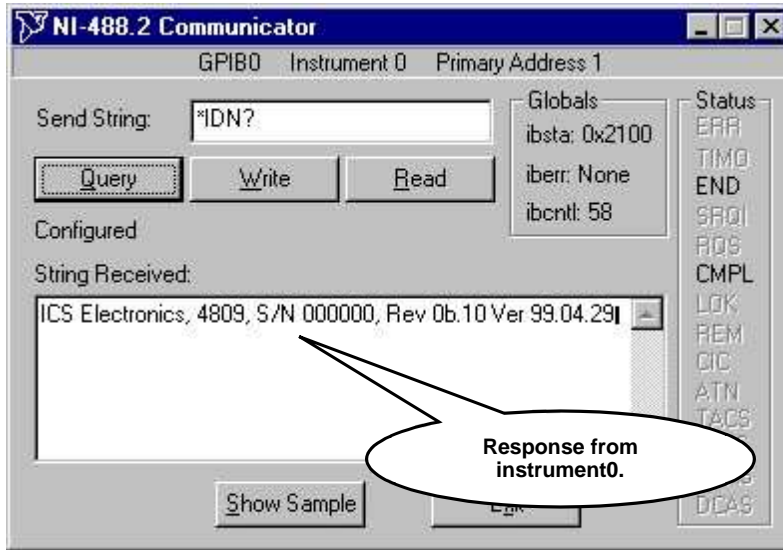 NI-488.2 Communicator
GPIB0 Instrument 0 Primary Address 1
Send String:
*IDN?
Query
Write
Read
Configured
String Received:
ICS Electronics, 4809, S/N 000000, Rev 0b.10 Ver 99.04.29
Globals
ibsta: 0x2100
iberr: None
ibcntl: 58
Status
ERR
TIMO
END
SRQI
RQS
CMPL
LOK
REM
CIC
ATN
TACS
DCAS
Response from
instrument0.
Show Sample